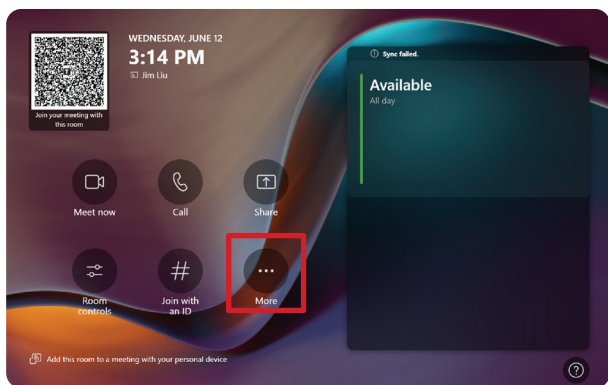 WEDNESDAY, JUNE 12
3:14 PM
Jim Liu
Join your meeting with
this room
Sync failed.
Available
All day
Meet now
Call
Share
Room
controls
Join with
an ID
More
Add this room to a meeting with your personal device